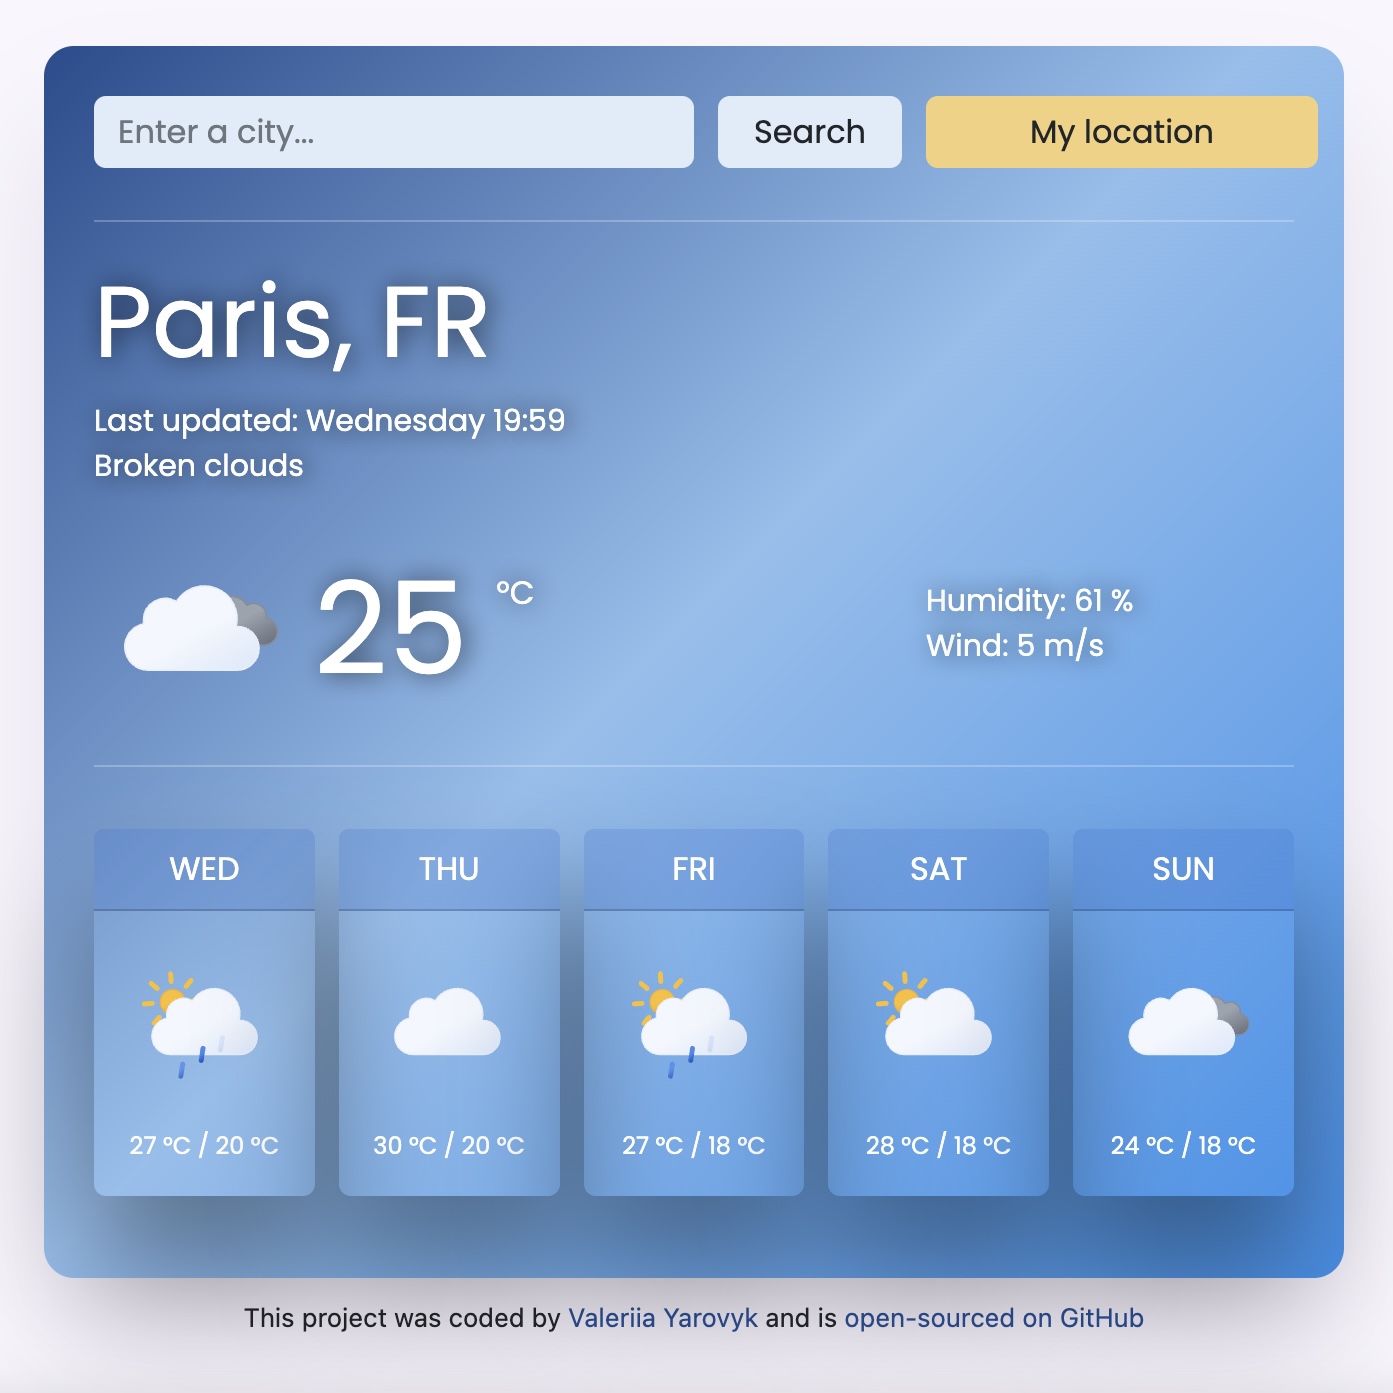 Enter a city...
Search
My location
Paris, FR
Last updated: Wednesday 19:59
Broken clouds
25 °C
Humidity: 61 %
Wind: 5 m/s
WED
THU
FRI
SAT
SUN
27 °C / 20 °C
30 °C / 20 °C
27 °C / 18 °C
28 °C / 18 °C
24 °C / 18 °C
This project was coded by Valeriia Yarovyk and is open-sourced on GitHub